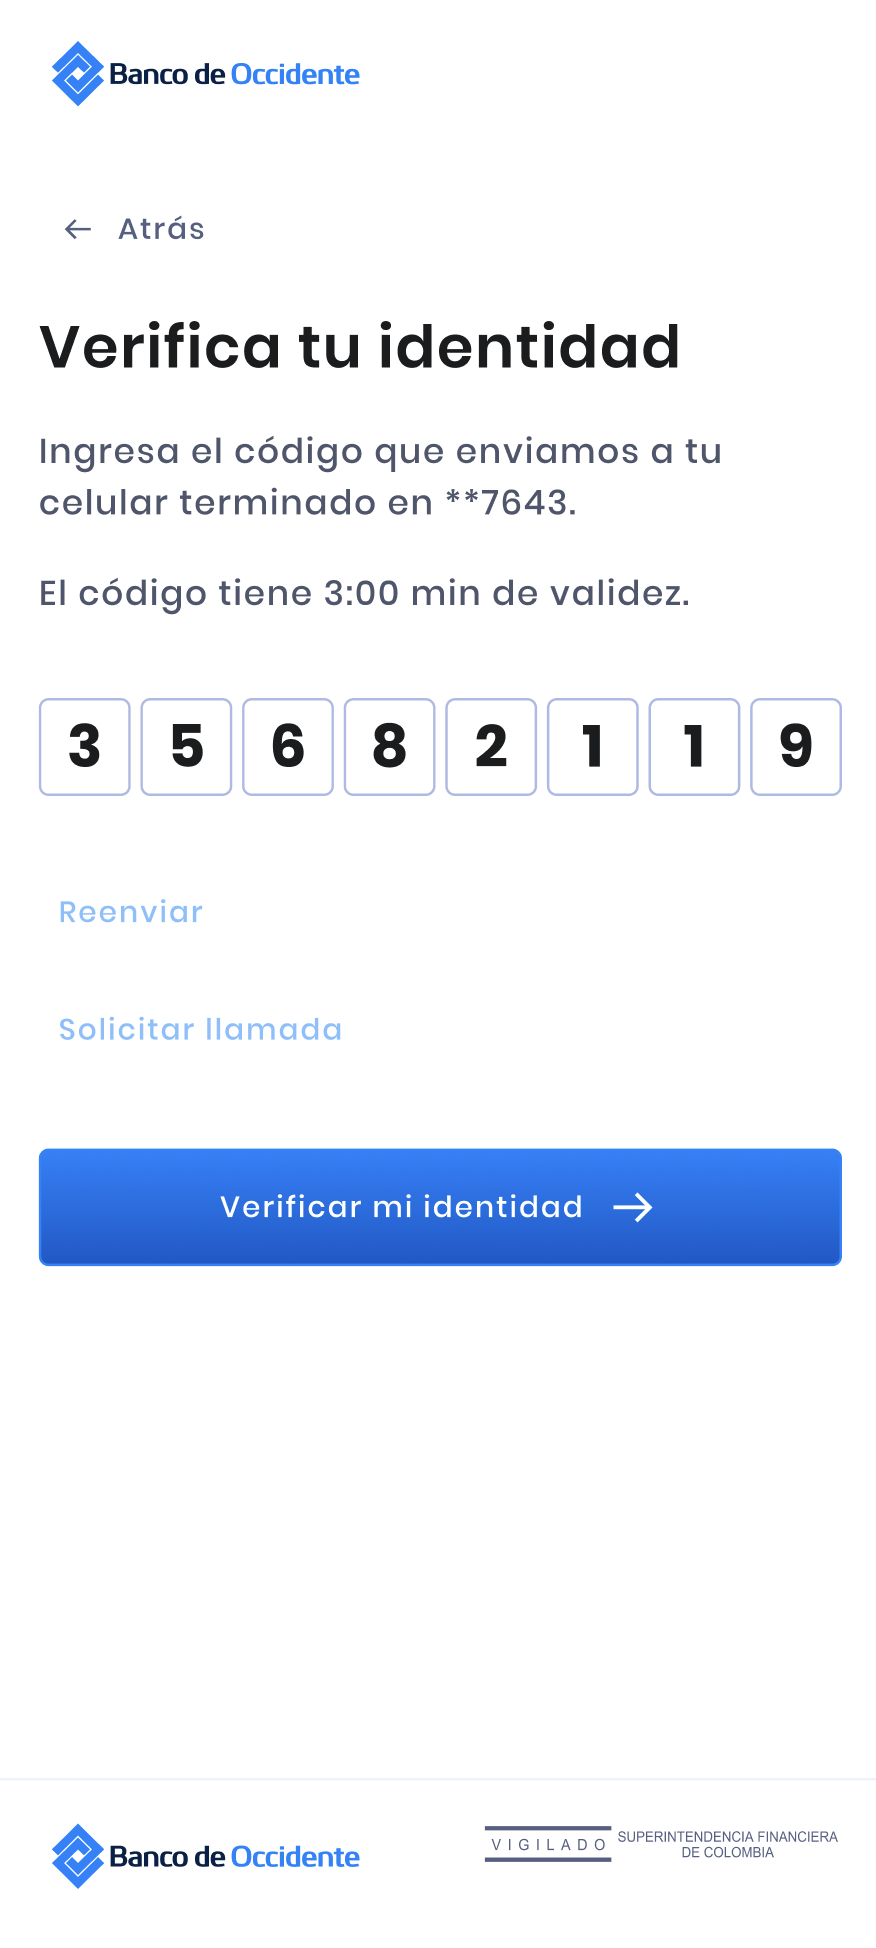 Banco de Occidente
← Atrás
Verifica tu identidad
Ingresa el código que enviamos a tu
celular terminado en **7643.
El código tiene 3:00 min de validez.
3 5 6 8 2 1 1 9
Reenviar
Solicitar llamada
Verificar mi identidad →
Banco de Occidente
VIGILADO SUPERINTENDENCIA FINANCIERA
DE COLOMBIA